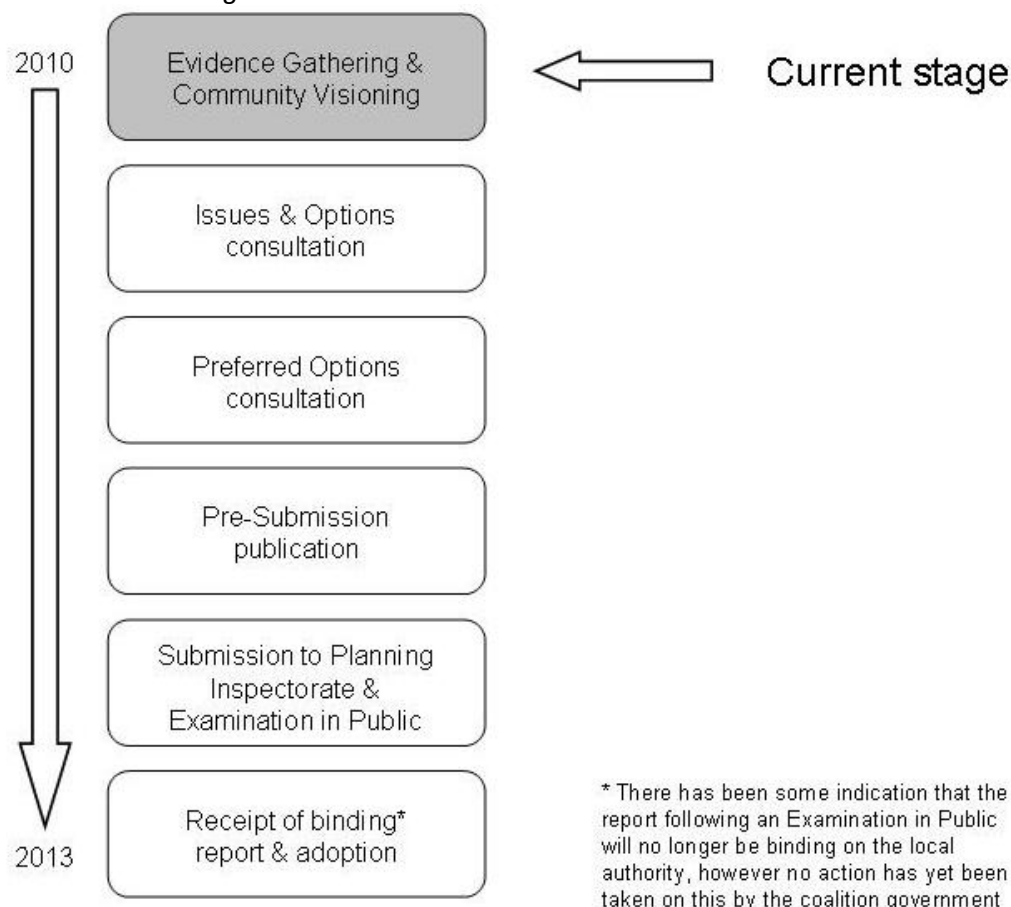 2010
Evidence Gathering &
Community Visioning
Current stage
Issues & Options
consultation
Preferred Options
consultation
Pre-Submission
publication
Submission to Planning
Inspectorate &
Examination in Public
Receipt of binding*
report & adoption
2013
* There has been some indication that the
report following an Examination in Public
will no longer be binding on the local
authority, however no action has yet been
taken on this by the coalition government